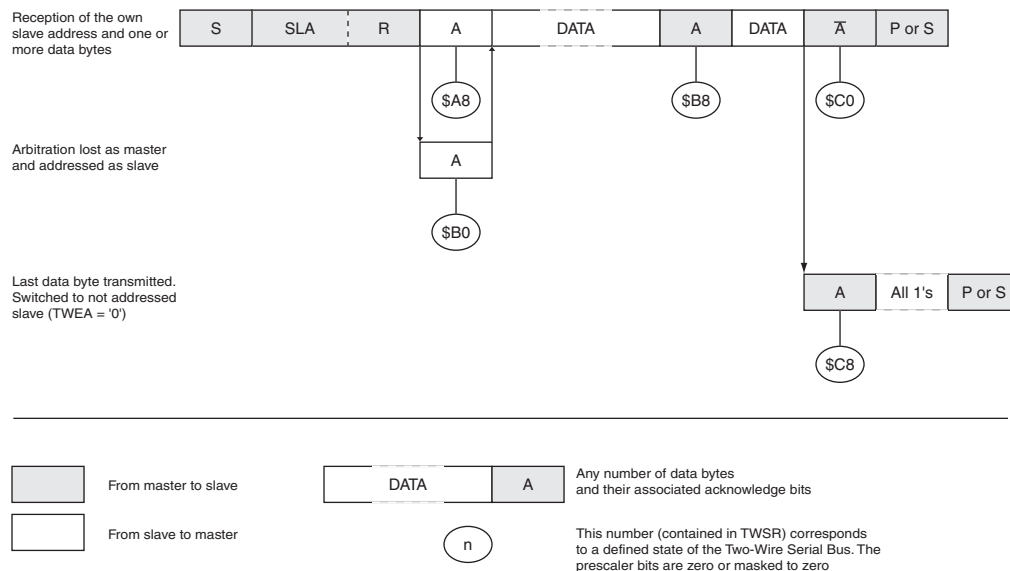 Reception of the own
slave address and one or
more data bytes
S SLA R A DATA A DATA A̅ P or S
$A8 $B8 $C0
Arbitration lost as master
and addressed as slave
A
$B0
Last data byte transmitted.
Switched to not addressed
slave (TWEA = '0')
A All 1's P or S
$C8
From master to slave
DATA A
Any number of data bytes
and their associated acknowledge bits
From slave to master
n
This number (contained in TWSR) corresponds
to a defined state of the Two-Wire Serial Bus. The
prescaler bits are zero or masked to zero